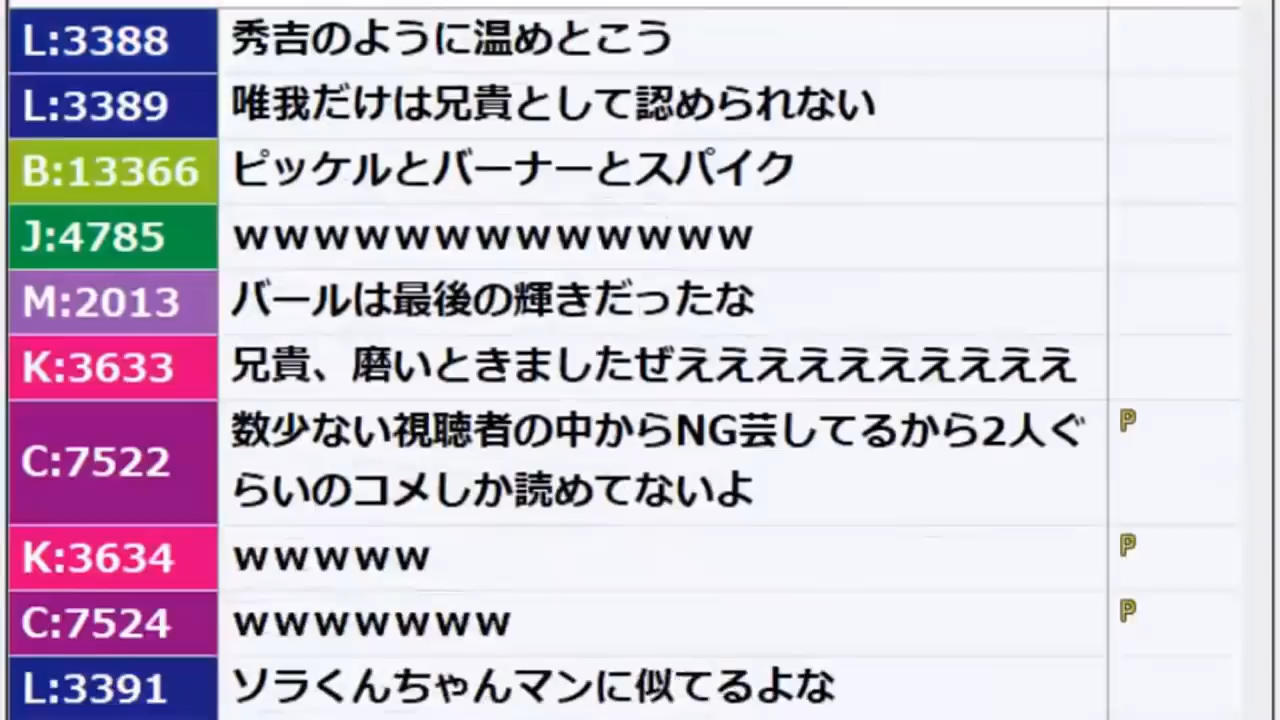 L:3388 秀吉のように温めとこう
L:3389 唯我だけは兄貴として認められない
B:13366 ピッケルとバーナーとスパイク
J:4785 ｗｗｗｗｗｗｗｗｗｗｗｗｗ
M:2013 バールは最後の輝きだったな
K:3633 兄貴、磨いときましたぜえええええええええええ
C:7522 数少ない視聴者の中からNG芸してるから2人ぐ P
らいのコメしか読めてないよ
K:3634 ｗｗｗｗｗ P
C:7524 ｗｗｗｗｗｗｗ P
L:3391 ソラくんちゃんマンに似てるよな